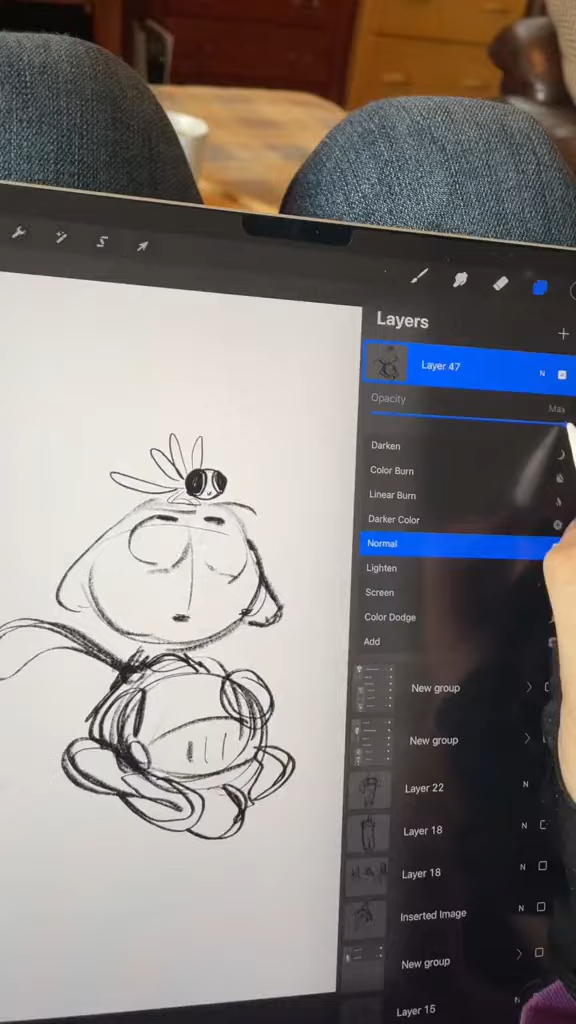 Layers
Layer 47 N
Opacity
Max
Darken
Color Burn
Linear Burn
Darker Color
Normal
Lighten
Screen
Color Dodge
Add
New group
New group
Layer 22 N
Layer 18 N
Layer 18 N
Inserted Image N
New group
Layer 15 N